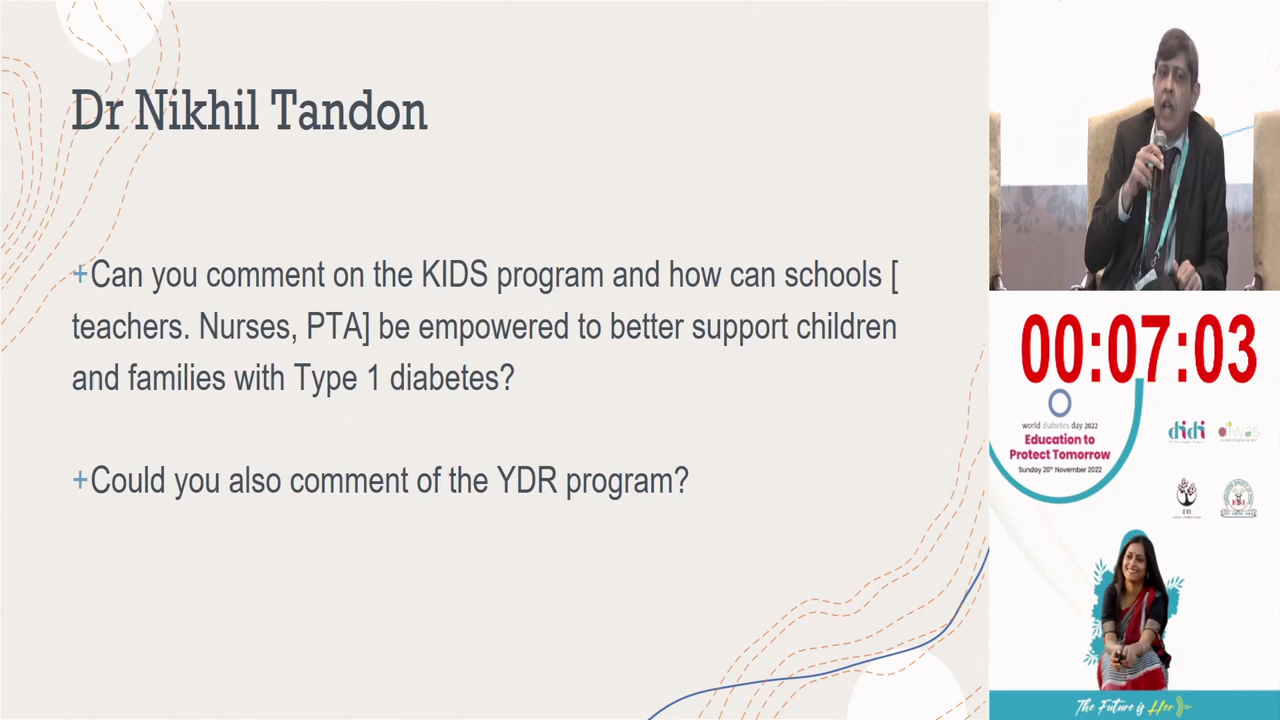 Dr Nikhil Tandon
+Can you comment on the KIDS program and how can schools [
teachers. Nurses, PTA] be empowered to better support children
and families with Type 1 diabetes?
+Could you also comment of the YDR program?
00:07:03
world diabetes day 2022
Education to
Protect Tomorrow
Sunday 20th November 2022
didi
The Future is Her